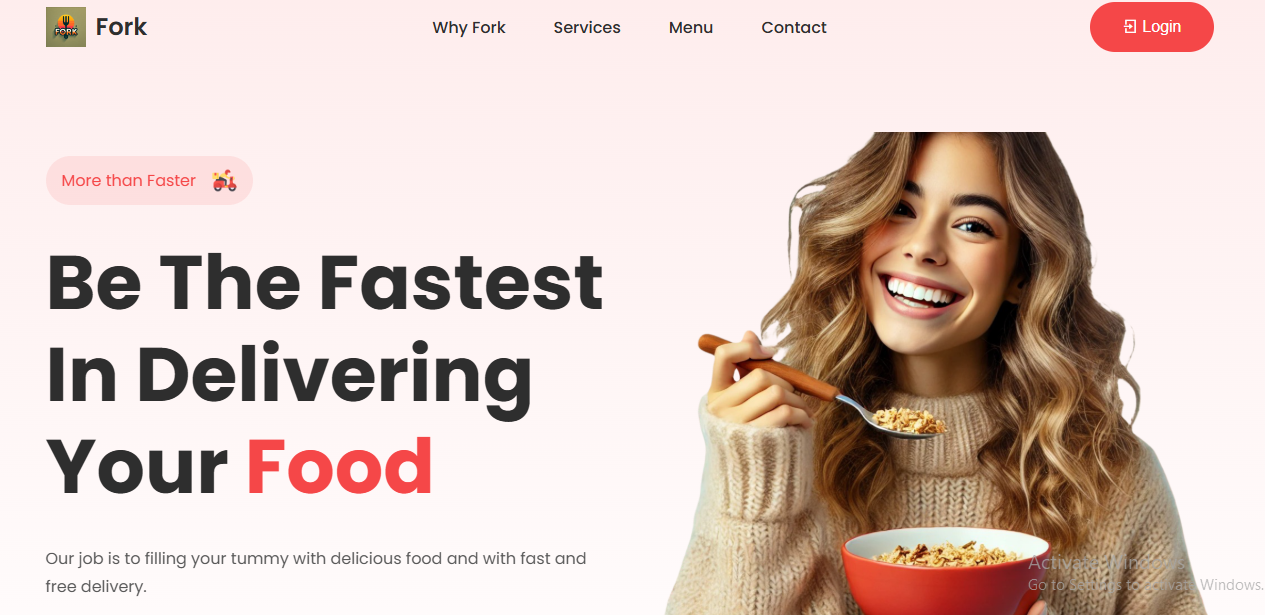 FORK
Fork
Why Fork
Services
Menu
Contact
Login
More than Faster
Be The Fastest
In Delivering
Your Food
Our job is to filling your tummy with delicious food and with fast and
free delivery.
Activate Windows
Go to Settings to activate Windows.